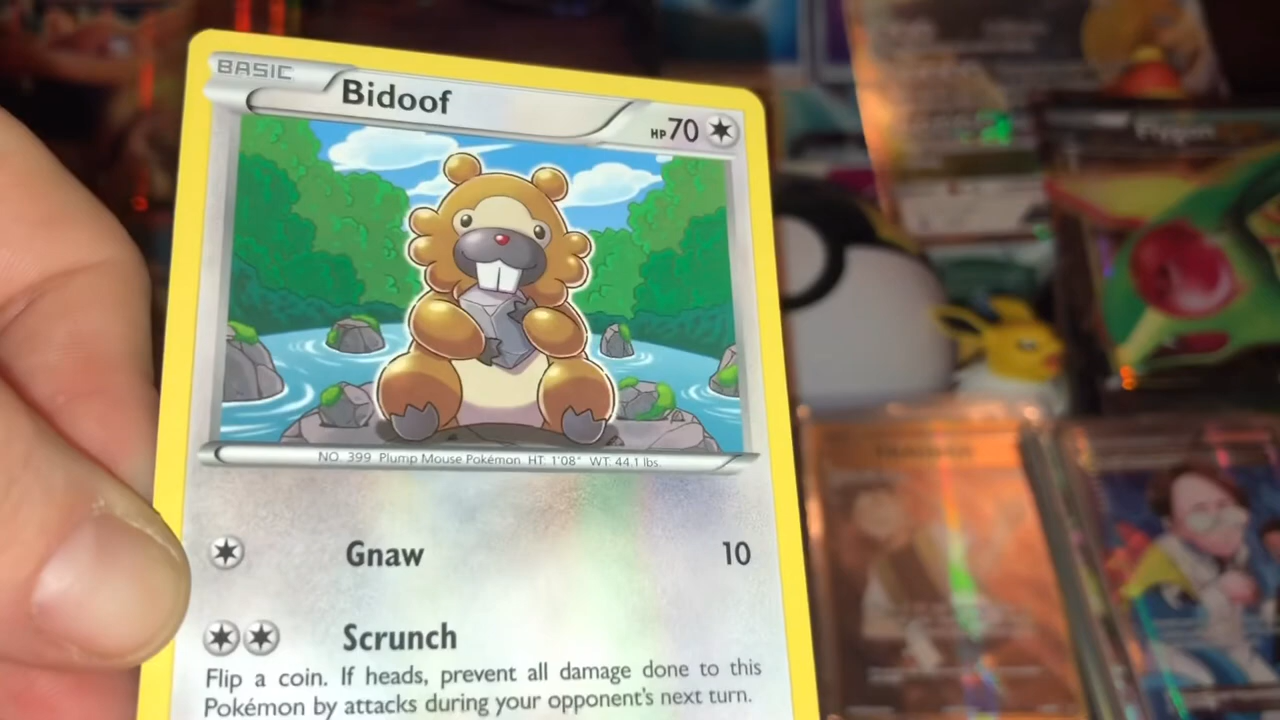 BASIC
Bidoof
HP70
NO. 399 Plump Mouse Pokémon HT: 1'08" WT: 44.1 lbs.
Gnaw 10
Scrunch
Flip a coin. If heads, prevent all damage done to this
Pokémon by attacks during your opponent's next turn.